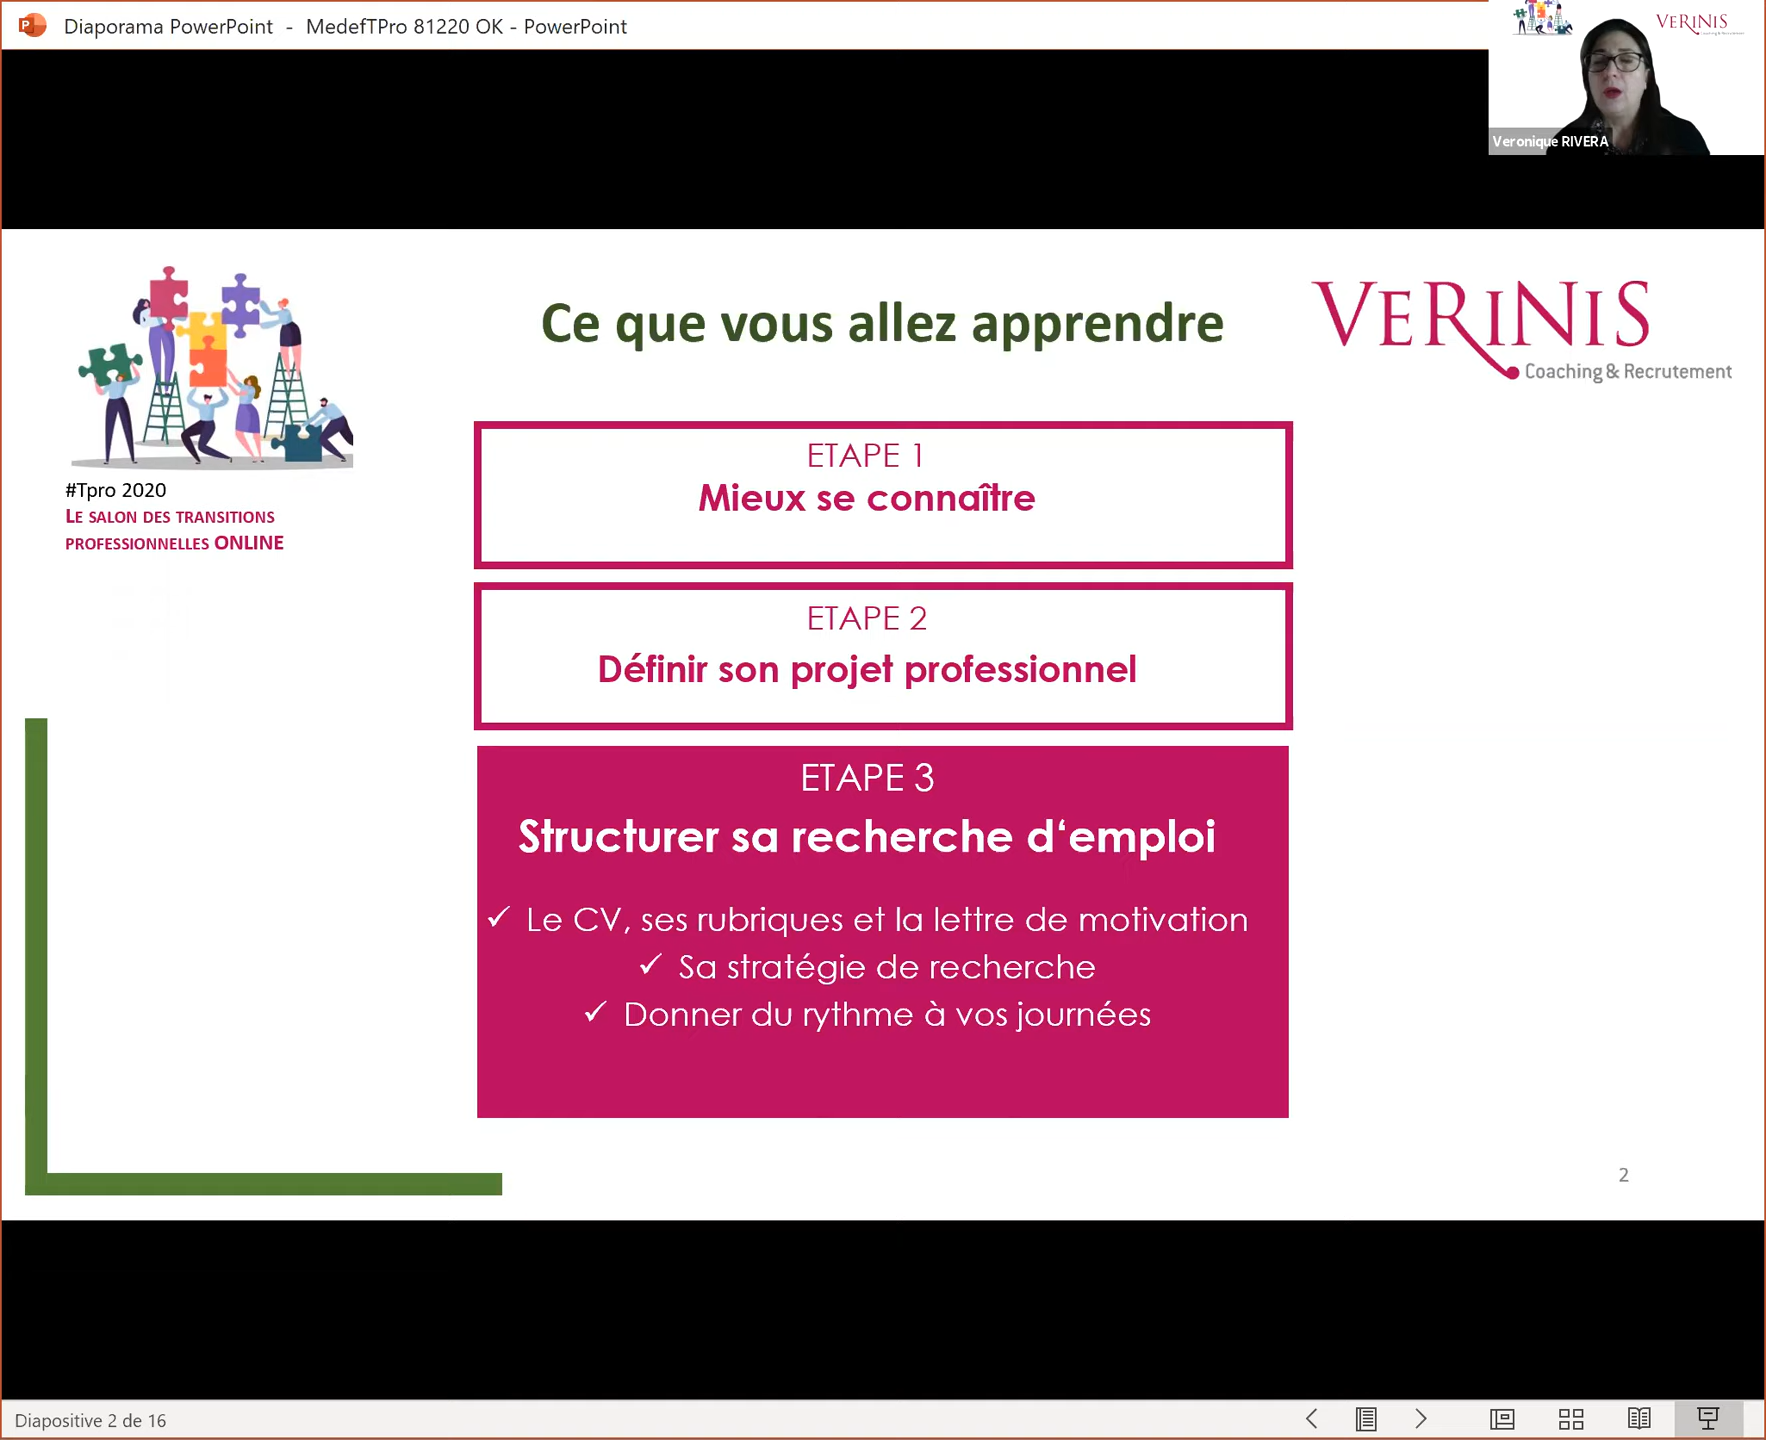 Diaporama PowerPoint - MedefTPro 81220 OK - PowerPoint
VERINIS
Veronique RIVERA
Ce que vous allez apprendre
VERINIS
Coaching & Recrutement
#Tpro 2020
LE SALON DES TRANSITIONS
PROFESSIONNELLES ONLINE
ETAPE 1
Mieux se connaître
ETAPE 2
Définir son projet professionnel
ETAPE 3
Structurer sa recherche d‘emploi
✓ Le CV, ses rubriques et la lettre de motivation
✓ Sa stratégie de recherche
✓ Donner du rythme à vos journées
2
Diapositive 2 de 16